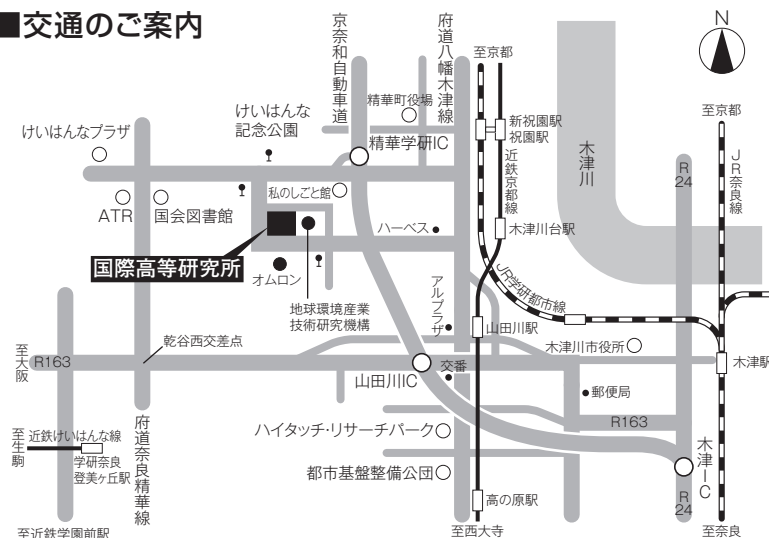 ■交通のご案内
N
京奈和自動車道
府道八幡木津線
至京都
至京都
精華町役場
けいはんな
記念公園
けいはんなプラザ
新祝園駅
祝園駅
精華学研IC
近鉄京都線
木津川
R
24
JR奈良線
私のしごと館
ATR
国会図書館
ハーベス
木津川台駅
国際高等研究所
オムロン
地球環境産業
技術研究機構
JR学研都市線
アルプラザ
山田川駅
乾谷西交差点
木津川市役所
至大阪
R163
交番
木津駅
山田川IC
郵便局
ハイタッチ・リサーチパーク
R163
至生駒
近鉄けいはんな線
学研奈良
登美ヶ丘駅
府道奈良精華線
都市基盤整備公団
木津IC
高の原駅
R
24
至近鉄学園前駅
至西大寺
至奈良